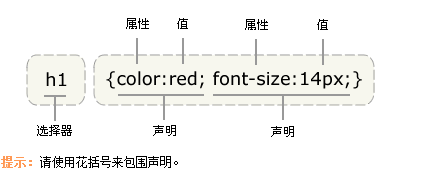 属性 值 属性 值
h1 {color:red; font-size:14px;}
选择器 声明 声明
提示：请使用花括号来包围声明。